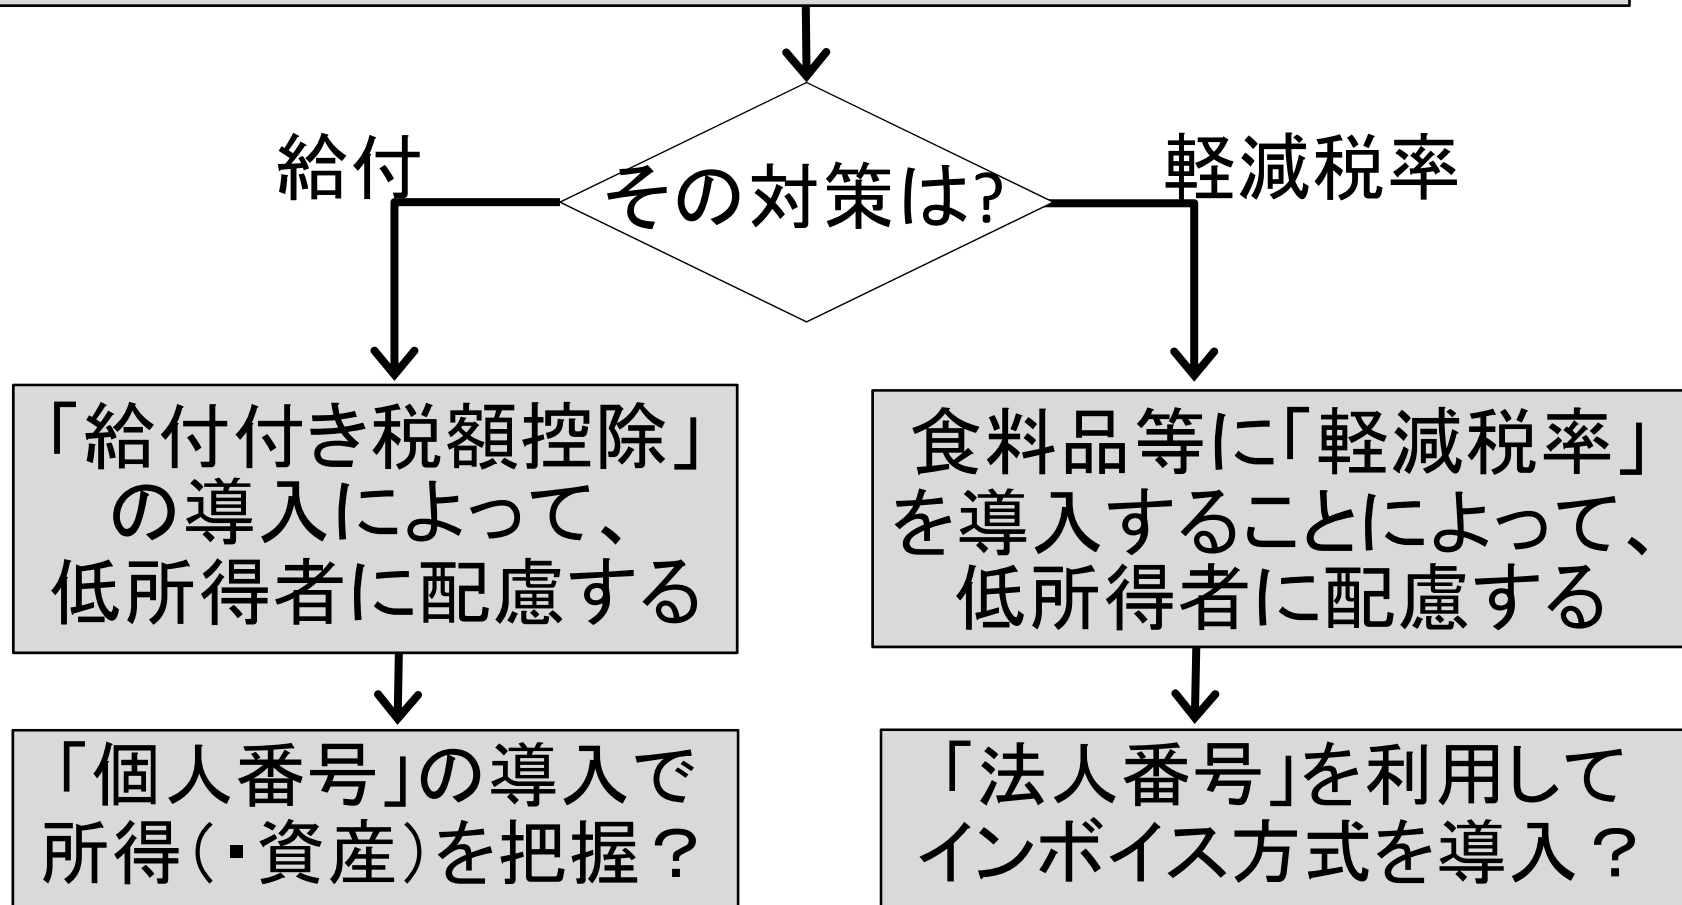 給付
その対策は?
軽減税率
「給付付き税額控除」
の導入によって、
低所得者に配慮する
食料品等に「軽減税率」
を導入することによって、
低所得者に配慮する
「個人番号」の導入で
所得(・資産)を把握？
「法人番号」を利用して
インボイス方式を導入？